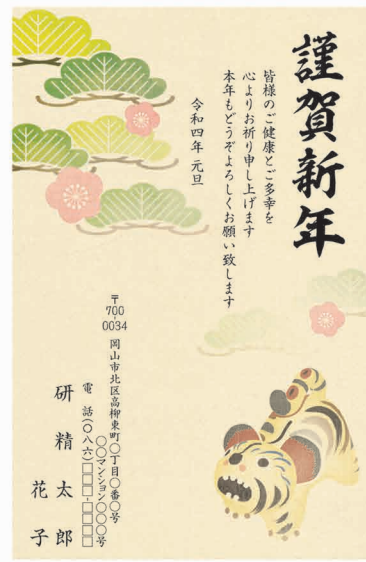 謹賀新年
皆様のご健康とご多幸を
心よりお祈り申し上げます
本年もどうぞよろしくお願い致します
令和四年 元旦
〒700-0034
岡山市北区高柳東町〇丁目〇番〇号
〇〇マンション〇〇〇号
電話(〇八六)□□□-□□□□
研精太郎
花子